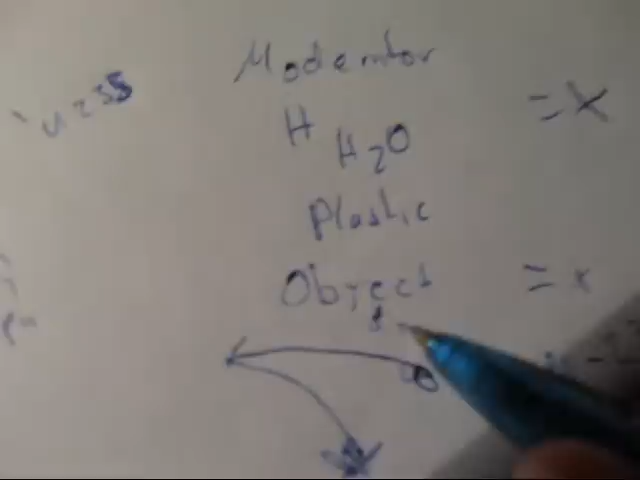 Moderator
U235
H
H2O
= X
Plastic
Object
= x